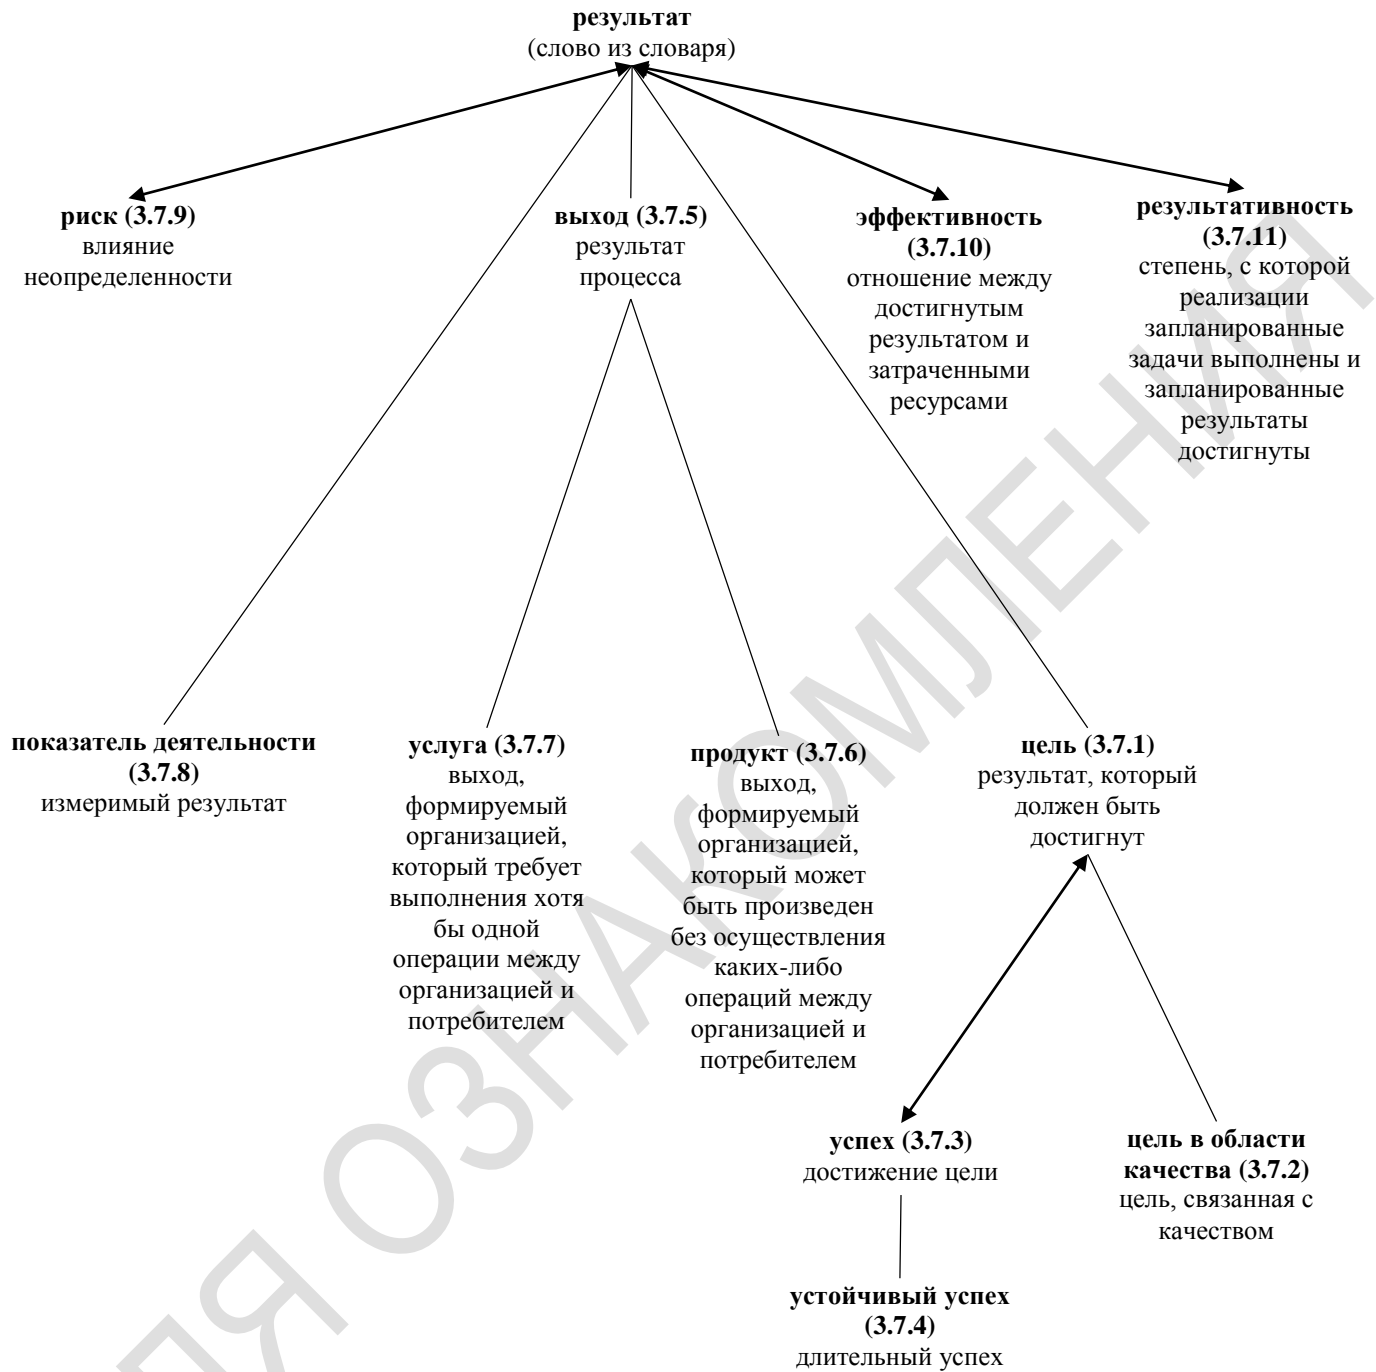 результат
(слово из словаря)
риск (3.7.9)
влияние
неопределенности
выход (3.7.5)
результат
процесса
эффективность
(3.7.10)
отношение между
достигнутым
результатом и
затраченными
ресурсами
результативность
(3.7.11)
степень, с которой
реализации
запланированные
задачи выполнены и
запланированные
результаты
достигнуты
показатель деятельности
(3.7.8)
измеримый результат
услуга (3.7.7)
выход,
формируемый
организацией,
который требует
выполнения хотя
бы одной
операции между
организацией и
потребителем
продукт (3.7.6)
выход,
формируемый
организацией,
который может
быть произведен
без осуществления
каких-либо
операций между
организацией и
потребителем
цель (3.7.1)
результат, который
должен быть
достигнут
успех (3.7.3)
достижение цели
цель в области
качества (3.7.2)
цель, связанная с
качеством
устойчивый успех
(3.7.4)
длительный успех
ЛЯ ОЗНАКОМЛЕНИЯ